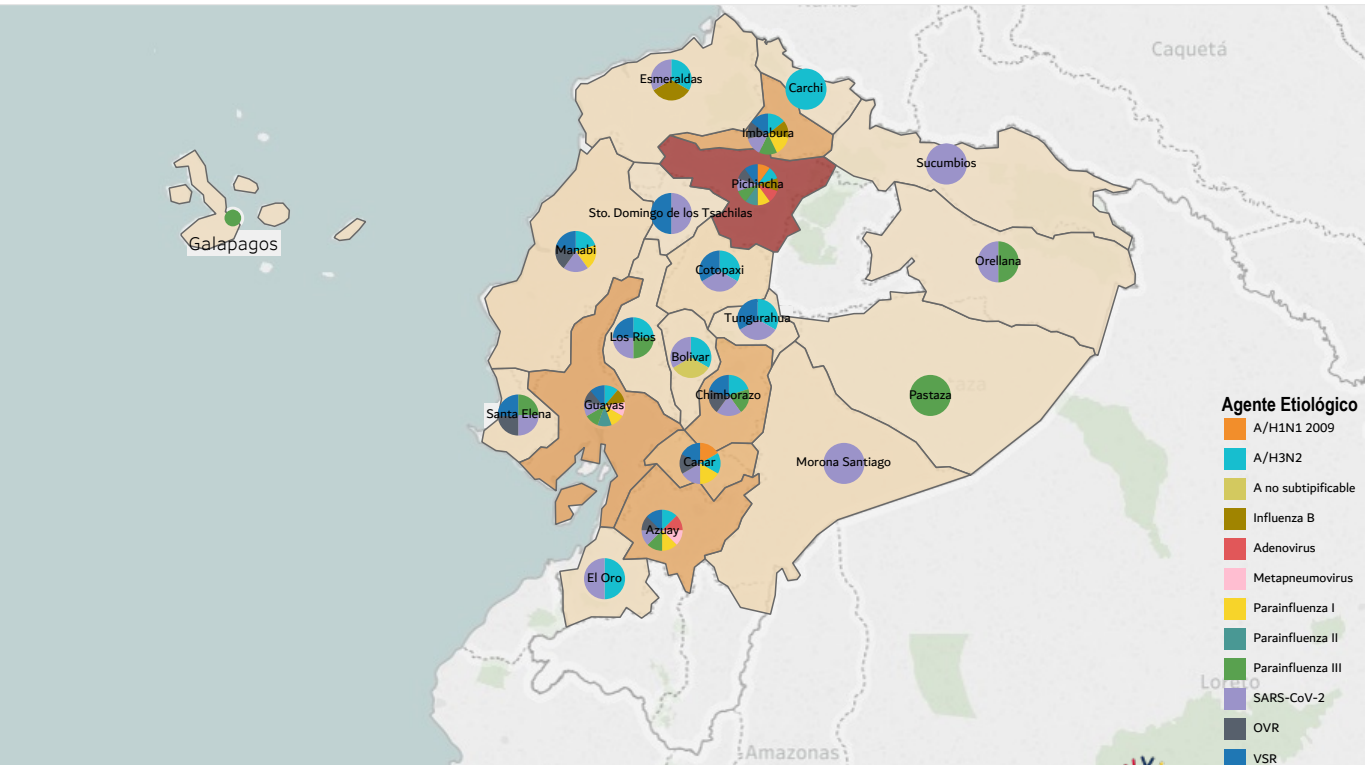 Caquetá
Esmeraldas
Carchi
Imbabura
Sucumbios
Pichincha
Sto. Domingo de los Tsachilas
Galapagos
Manabi
Cotopaxi
Orellana
Tungurahua
Los Rios
Bolivar
Chimborazo
Pastaza
Guayas
Santa Elena
Canar
Morona Santiago
Azuay
El Oro
Amazonas
Loreto
Agente Etiológico
A/H1N1 2009
A/H3N2
A no subtipificable
Influenza B
Adenovirus
Metapneumovirus
Parainfluenza I
Parainfluenza II
Parainfluenza III
SARS-CoV-2
OVR
VSR